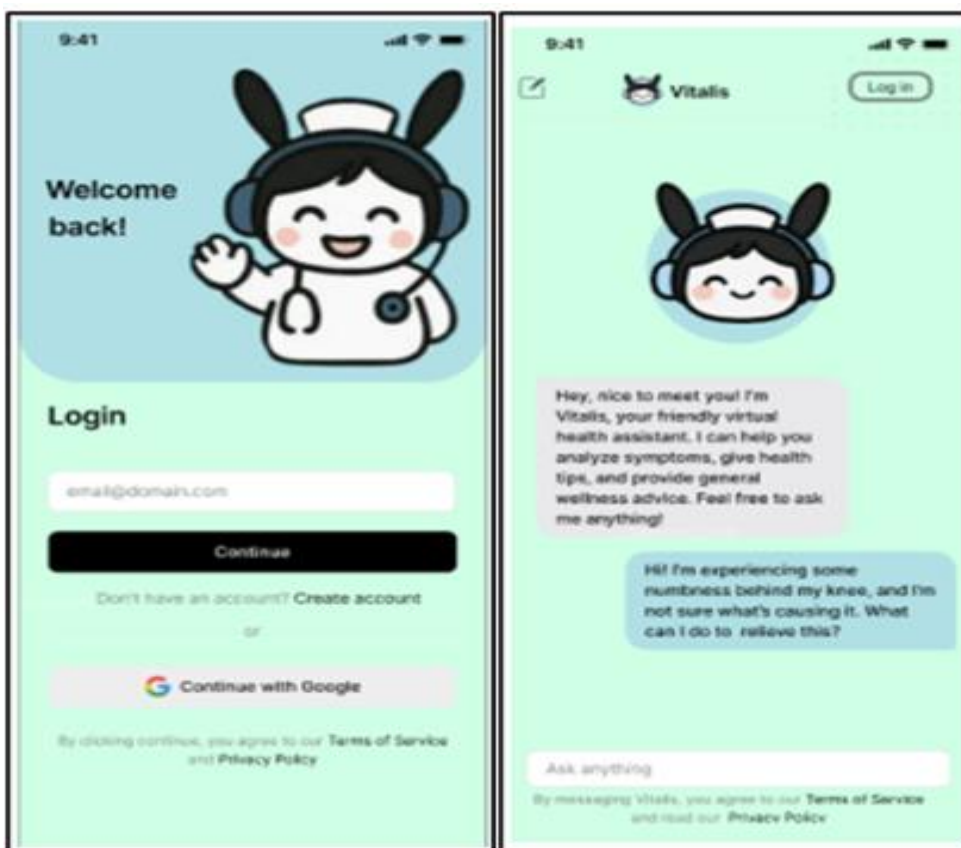 9:41
Welcome
back!
Login
email@domain.com
Continue
Don't have an account? Create account
or
Continue with Google
By clicking continue, you agree to our Terms of Service
and Privacy Policy
9:41
Vitalis
Log in
Hey, nice to meet you! I'm
Vitalis, your friendly virtual
health assistant. I can help you
analyze symptoms, give health
tips, and provide general
wellness advice. Feel free to ask
me anything!
Hi! I'm experiencing some
numbness behind my knee, and I'm
not sure what's causing it. What
can I do to relieve this?
Ask anything
By messaging Vitalis, you agree to our Terms of Service
and read our Privacy Policy